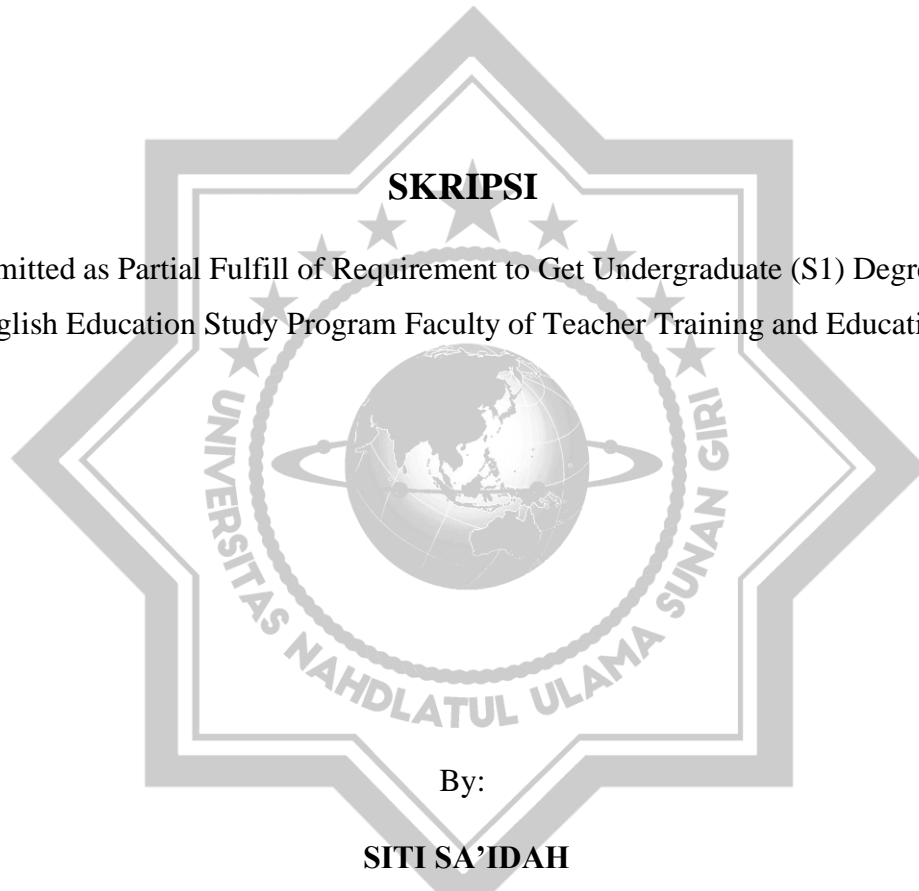 SKRIPSI
mitted as Partial Fulfill of Requirement to Get Undergraduate (S1) Degr
glish Education Study Program Faculty of Teacher Training and Educati
UNIVERSITAS NAHDLATUL ULAMA SUNAN GIRI
By:
SITI SA’IDAH